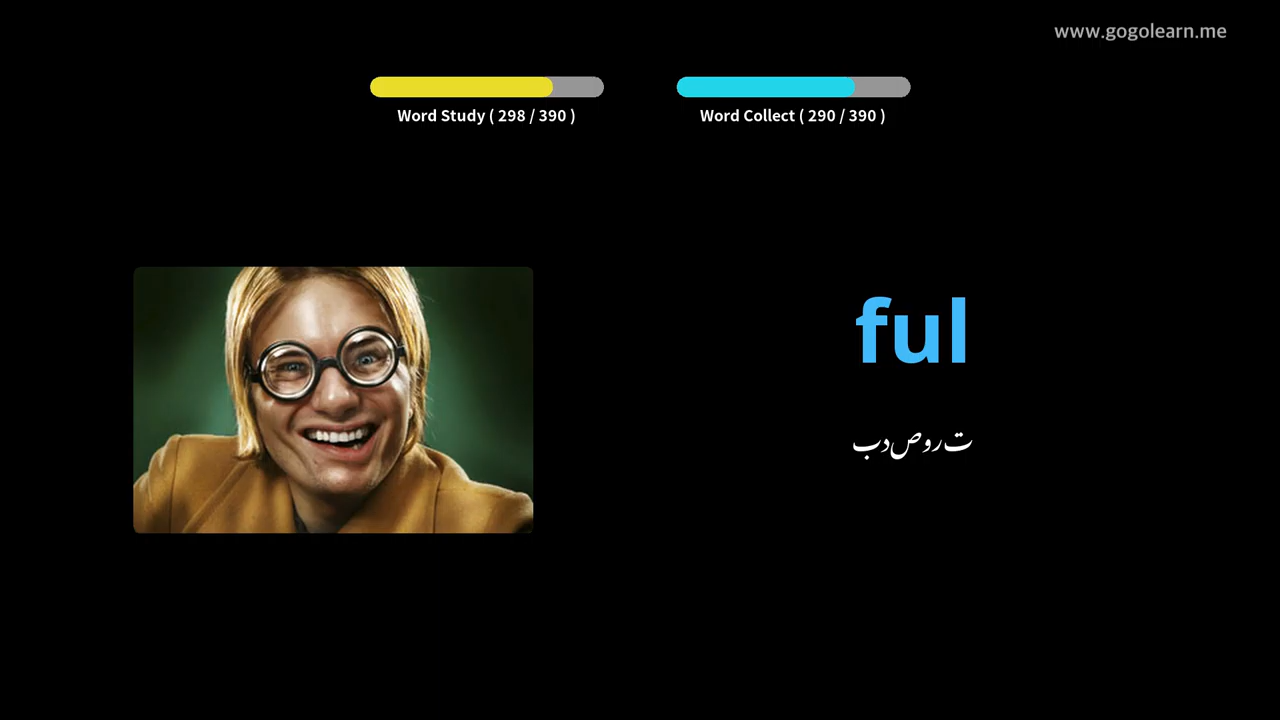 www.gogolearn.me
Word Study ( 298 / 390 )
Word Collect ( 290 / 390 )
ful
ت روص دب